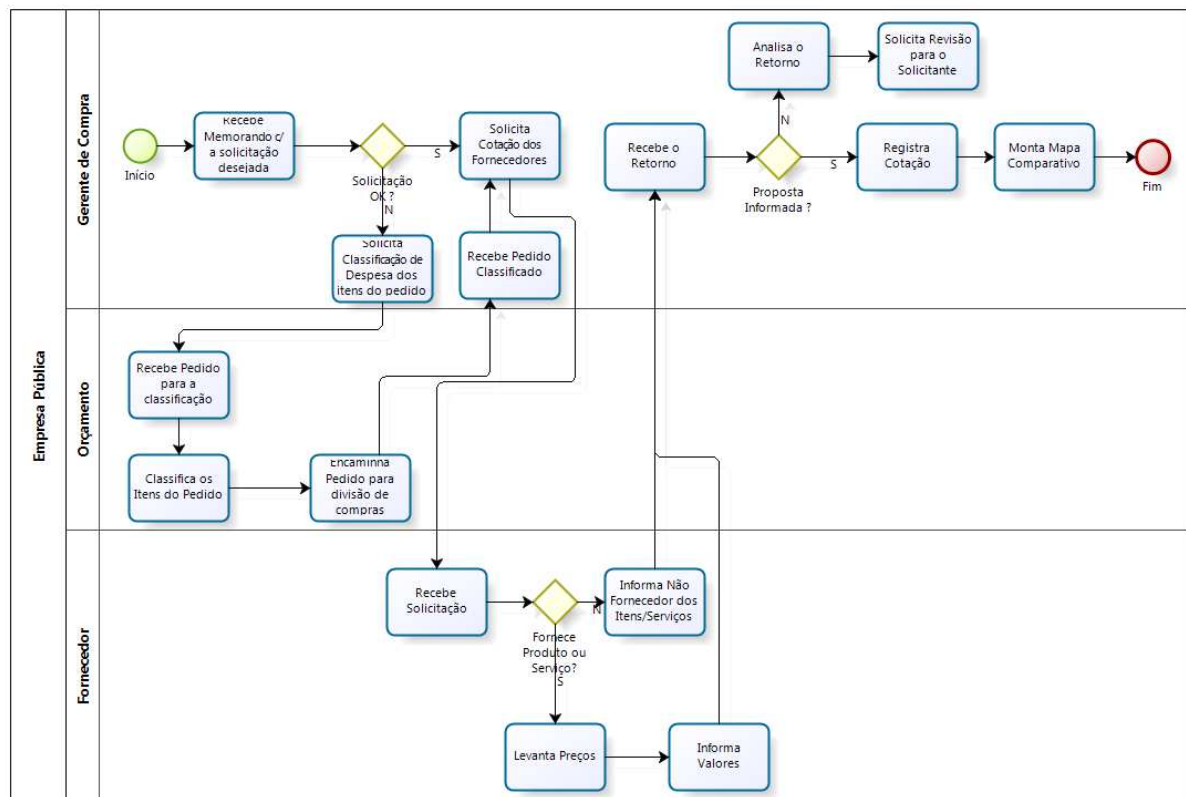 Empresa Pública
Gerente de Compra
Início
Recebe
Memorando c/
a solicitação
desejada
Solicitação
OK ?
S
N
Solicita
Cotação dos
Fornecedores
Solicita
Classificação de
Despesa dos
itens do pedido
Recebe Pedido
Classificado
Recebe o
Retorno
Proposta
Informada ?
N
S
Analisa o
Retorno
Solicita Revisão
para o
Solicitante
Registra
Cotação
Monta Mapa
Comparativo
Fim
Orçamento
Recebe Pedido
para a
classificação
Classifica os
Itens do Pedido
Encaminha
Pedido para
divisão de
compras
Fornecedor
Recebe
Solicitação
Fornece
Produto ou
Serviço?
N
S
Informa Não
Fornecedor dos
Itens/Serviços
Levanta Preços
Informa
Valores